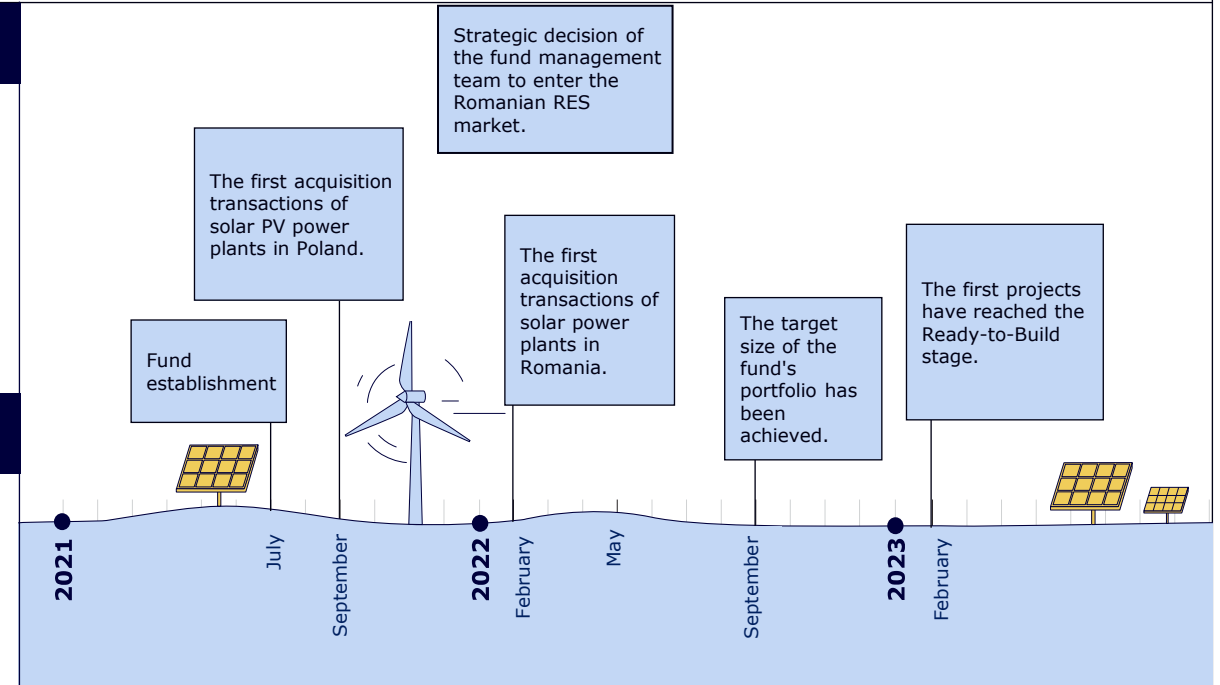 Strategic decision of
the fund management
team to enter the
Romanian RES
market.
The first acquisition
transactions of
solar PV power
plants in Poland.
The first
acquisition
transactions of
solar power
plants in
Romania.
The first projects
have reached the
Ready-to-Build
stage.
The target
size of the
fund's
portfolio has
been
achieved.
Fund
establishment
2021
July
September
2022
February
May
September
2023
February